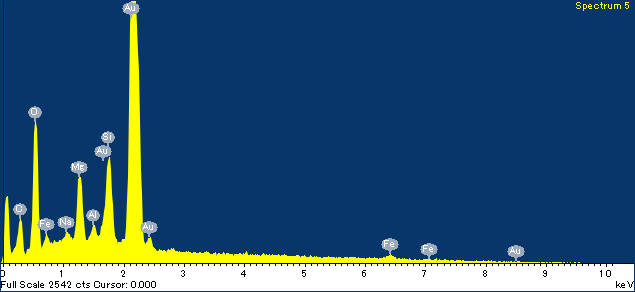 Spectrum 5
Au
O
Si
Au
Mg
C
Fe
Na
Al
Au
Fe
Fe
Au
0 1 2 3 4 5 6 7 8 9 10
Full Scale 2542 cts Cursor: 0.000 keV